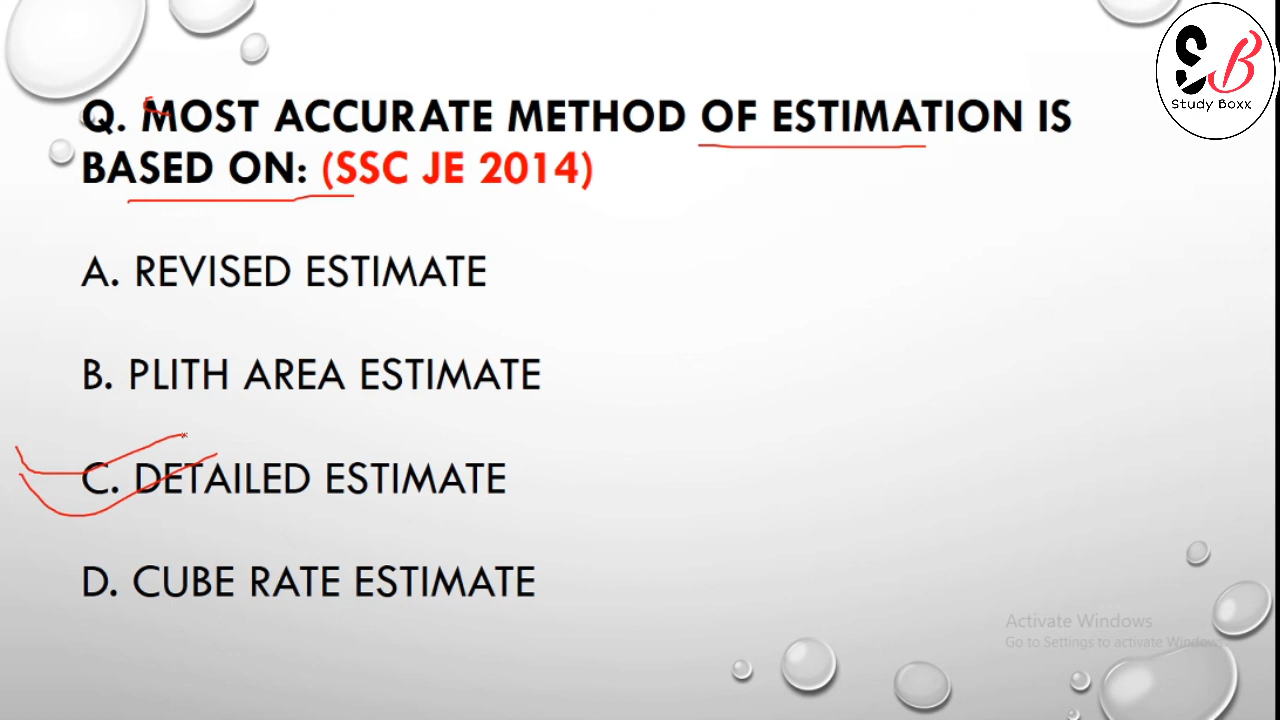 SB
Study Boxx
Q. MOST ACCURATE METHOD OF ESTIMATION IS
BASED ON: (SSC JE 2014)
A. REVISED ESTIMATE
B. PLITH AREA ESTIMATE
C. DETAILED ESTIMATE
D. CUBE RATE ESTIMATE
Activate Windows
Go to Settings to activate Windows.